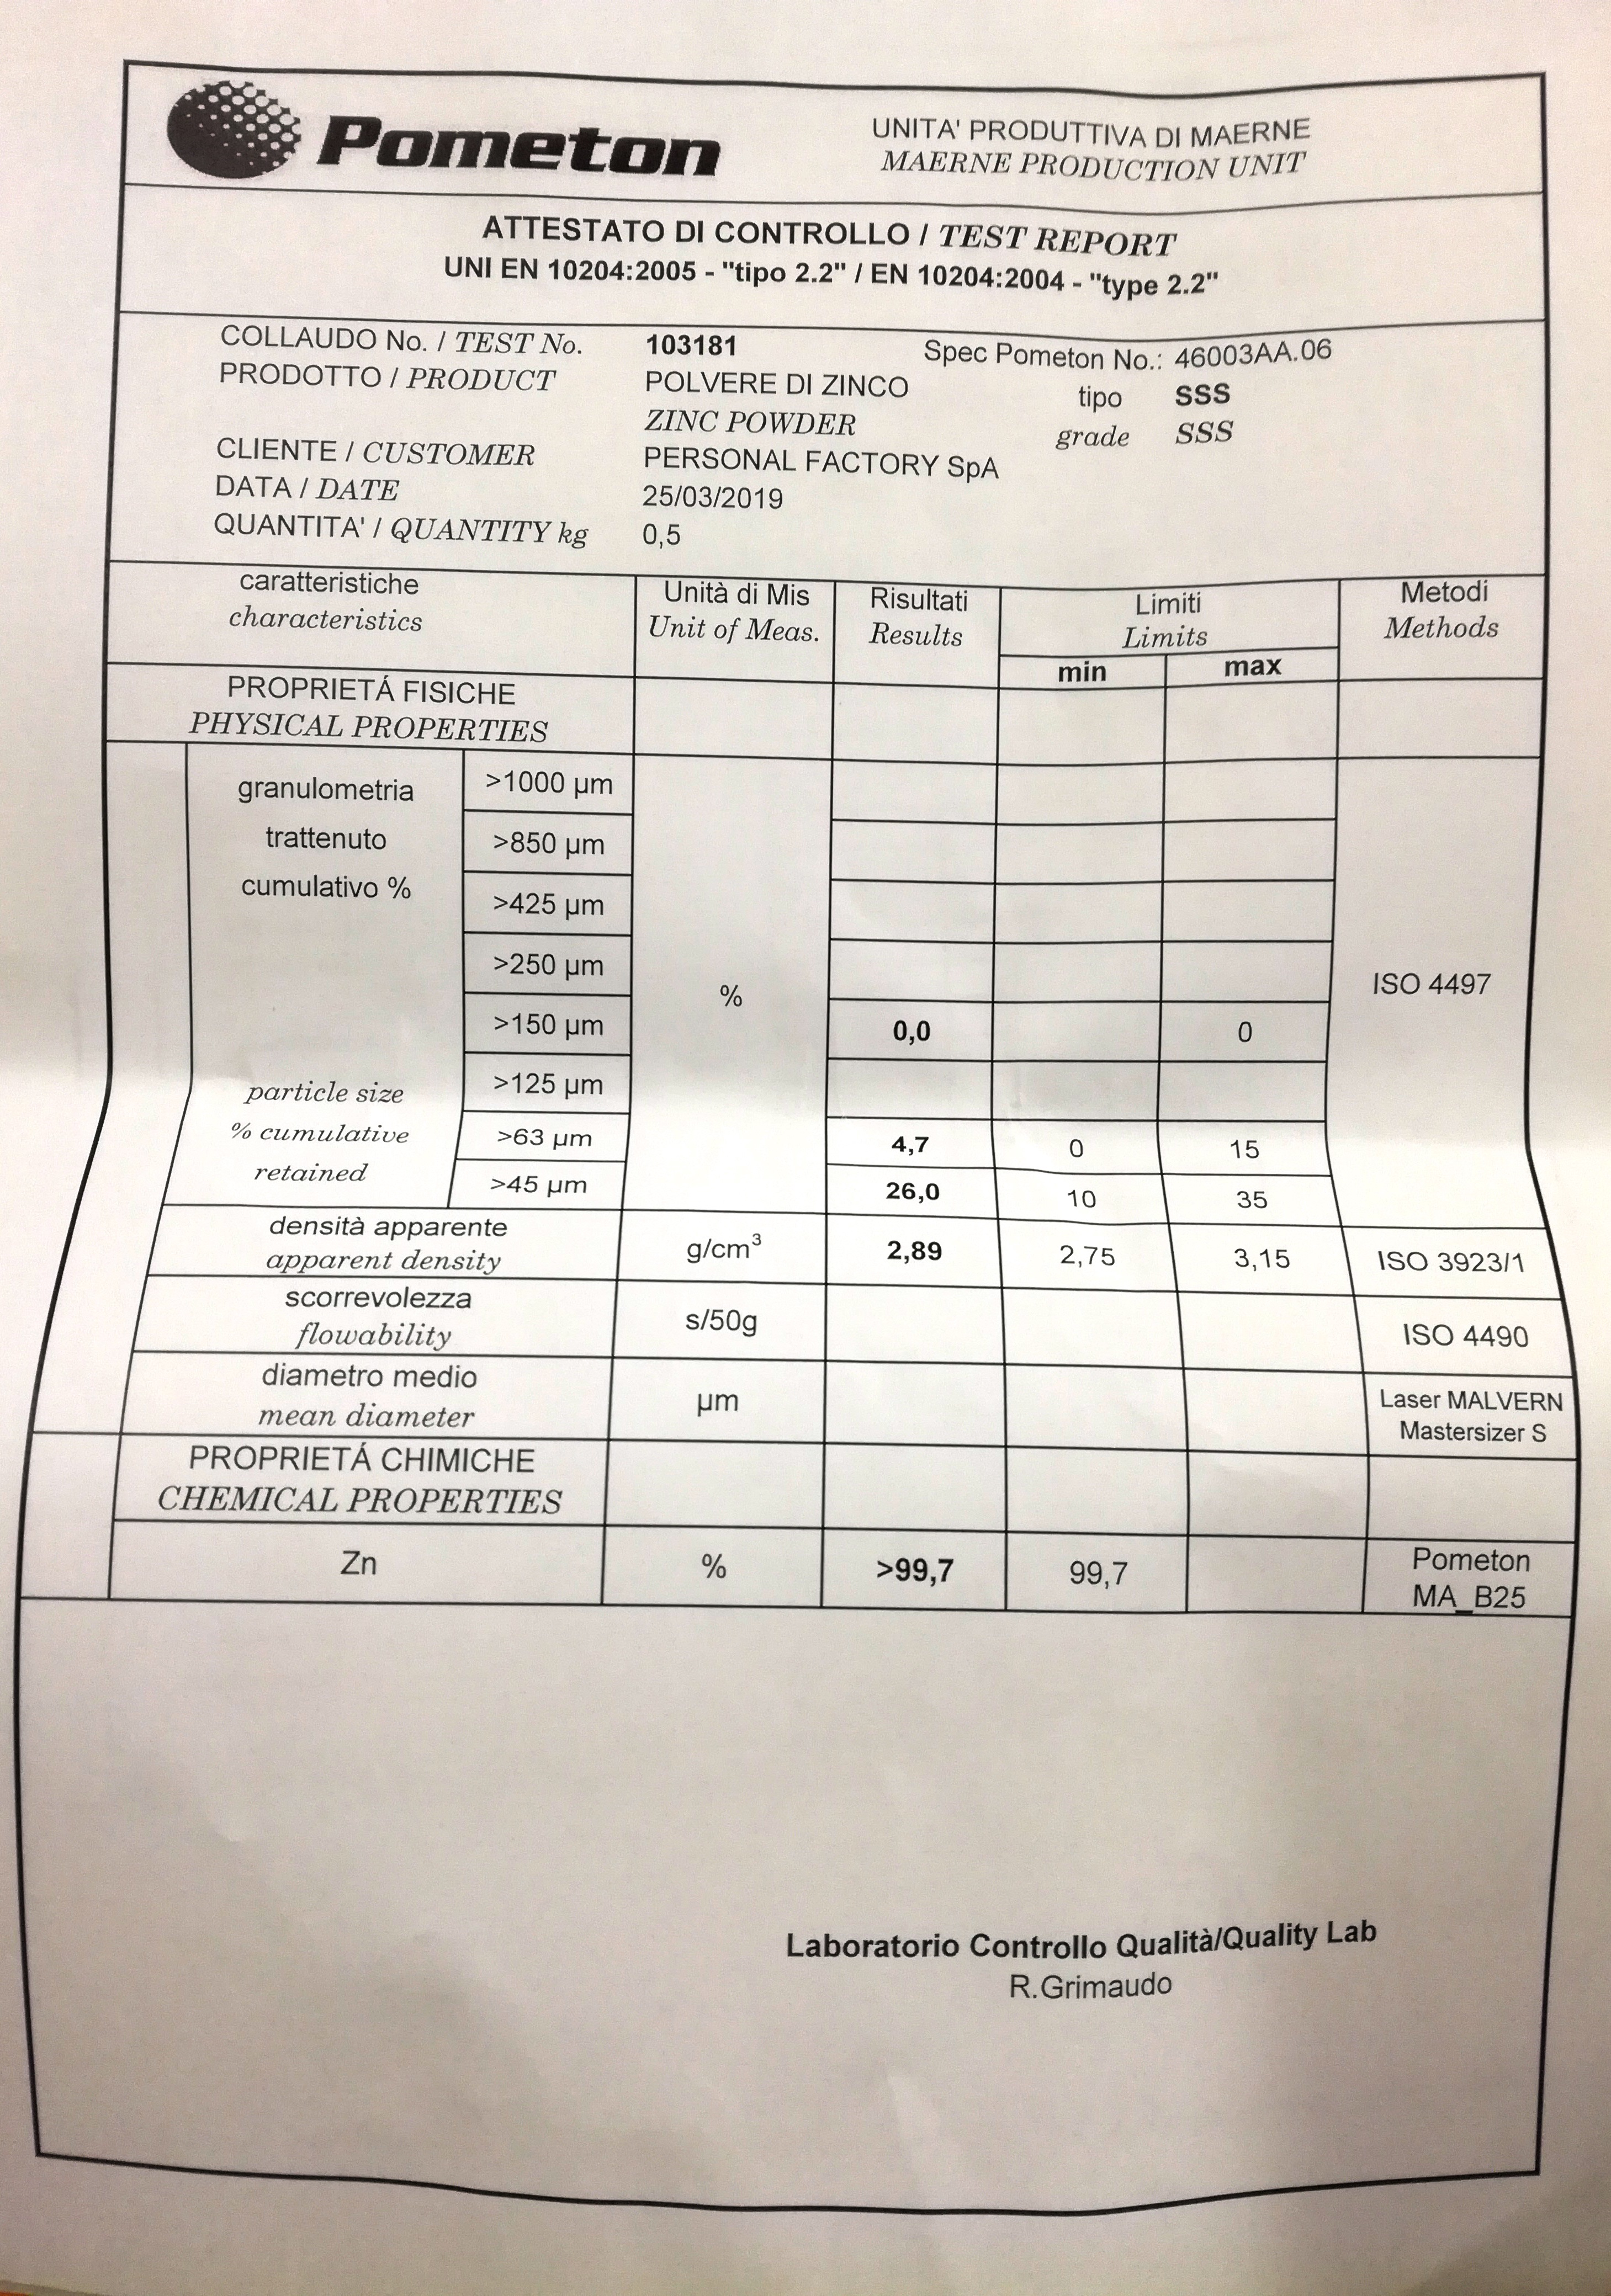 Pometon
UNITA' PRODUTTIVA DI MAERNE
MAERNE PRODUCTION UNIT
ATTESTATO DI CONTROLLO / TEST REPORT
UNI EN 10204:2005 - "tipo 2.2" / EN 10204:2004 - "type 2.2"
COLLAUDO No. / TEST No. 103181 Spec Pometon No.: 46003AA.06
PRODOTTO / PRODUCT POLVERE DI ZINCO tipo SSS
ZINC POWDER grade SSS
CLIENTE / CUSTOMER PERSONAL FACTORY SpA
DATA / DATE 25/03/2019
QUANTITA' / QUANTITY kg 0,5
caratteristiche Unità di Mis Risultati Limiti Metodi
characteristics Unit of Meas. Results Limits Methods
min max
PROPRIETÁ FISICHE
PHYSICAL PROPERTIES
granulometria >1000 µm
trattenuto >850 µm
cumulativo % >425 µm
>250 µm
% ISO 4497
>150 µm 0,0 0
particle size >125 µm
% cumulative >63 µm 4,7 0 15
retained >45 µm 26,0 10 35
densità apparente
apparent density g/cm³ 2,89 2,75 3,15 ISO 3923/1
scorrevolezza
flowability s/50g ISO 4490
diametro medio µm Laser MALVERN
mean diameter Mastersizer S
PROPRIETÁ CHIMICHE
CHEMICAL PROPERTIES
Zn % >99,7 99,7 Pometon
MA_B25
Laboratorio Controllo Qualità/Quality Lab
R.Grimaudo